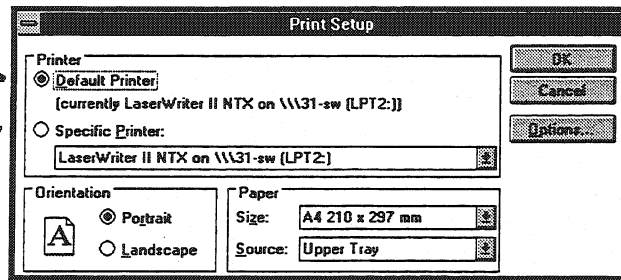 Print Setup
Printer
Default Printer
(currently LaserWriter II NTX on \\\31-sw (LPT2:))
Specific Printer:
LaserWriter II NTX on \\\31-sw (LPT2:)
OK
Cancel
Options...
Orientation
Portrait
Landscape
Paper
Size: A4 210 x 297 mm
Source: Upper Tray